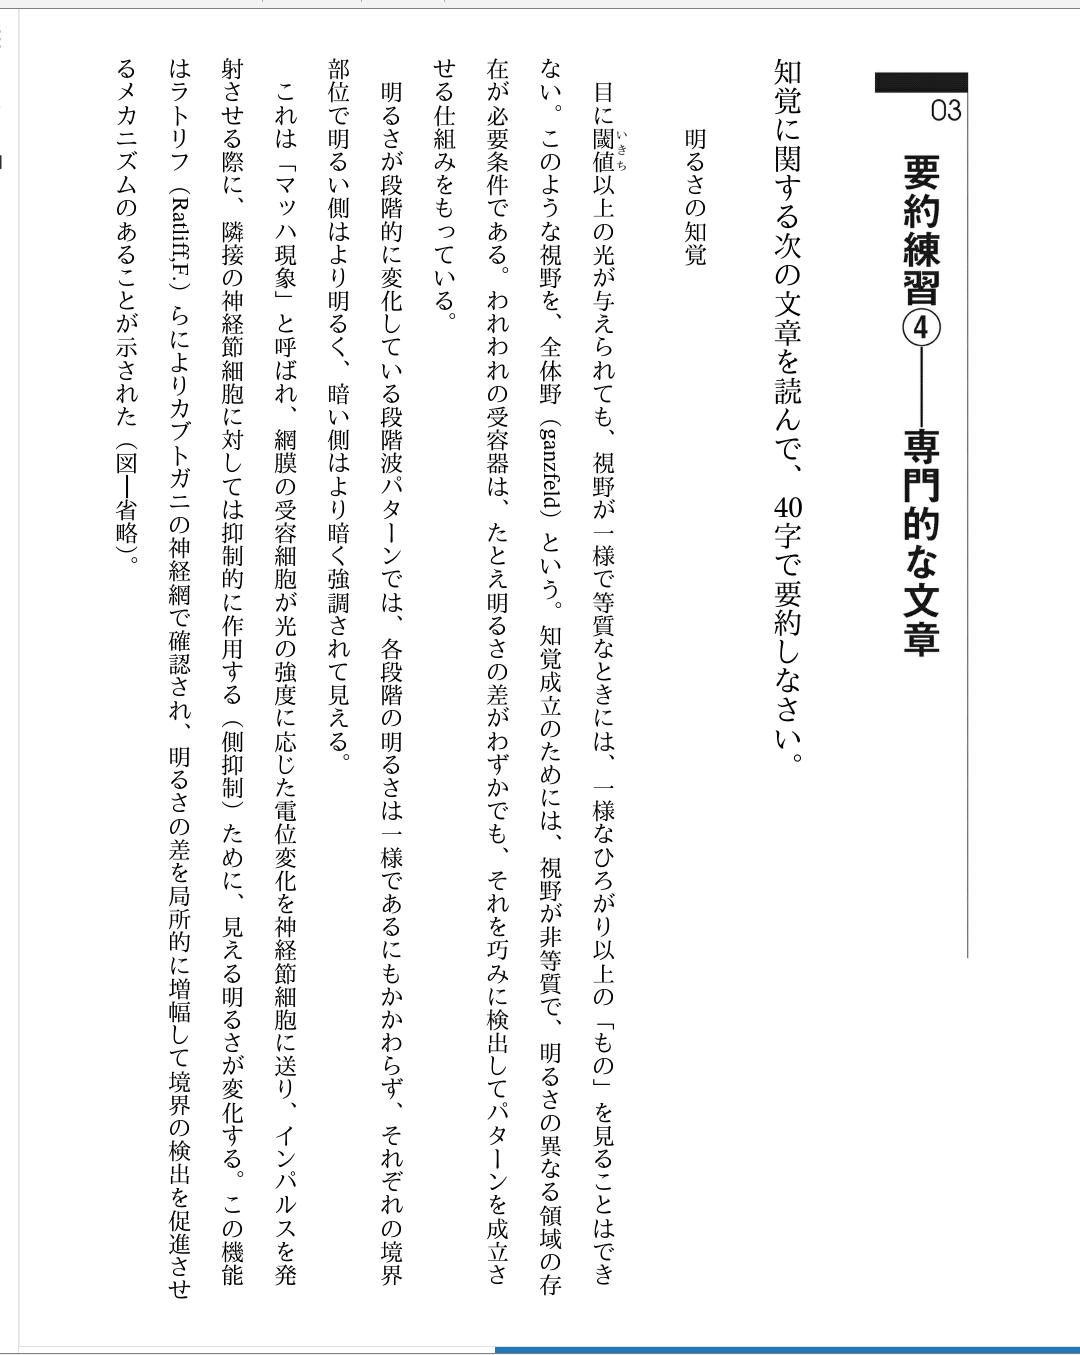 03
要約練習④――専門的な文章
知覚に関する次の文章を読んで、40字で要約しなさい。
明るさの知覚
目に閾値いきち以上の光が与えられても、視野が一様で等質なときには、一様なひろがり以上の「もの」を見ることはでき
ない。このような視野を、全体野（ganzfeld）という。知覚成立のためには、視野が非等質で、明るさの異なる領域の存
在が必要条件である。われわれの受容器は、たとえ明るさの差がわずかでも、それを巧みに検出してパターンを成立さ
せる仕組みをもっている。
明るさが段階的に変化している段階波パターンでは、各段階の明るさは一様であるにもかかわらず、それぞれの境界
部位で明るい側はより明るく、暗い側はより暗く強調されて見える。
これは「マッハ現象」と呼ばれ、網膜の受容細胞が光の強度に応じた電位変化を神経節細胞に送り、インパルスを発
射させる際に、隣接の神経節細胞に対しては抑制的に作用する（側抑制）ために、見える明るさが変化する。この機能
はラトリフ（Ratliff,F.）らによりカブトガニの神経網で確認され、明るさの差を局所的に増幅して境界の検出を促進させ
るメカニズムのあることが示された（図―省略）。